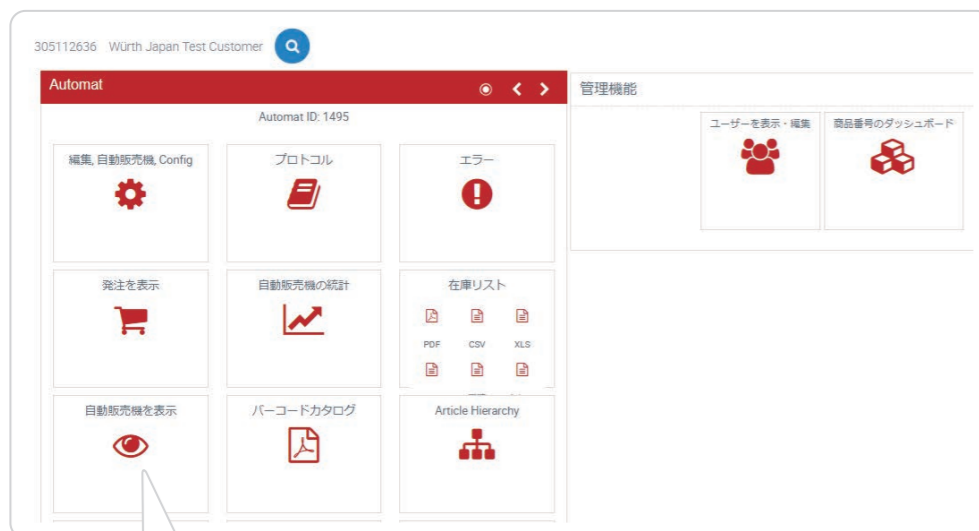 305112636 Würth Japan Test Customer
Automat
管理機能
Automat ID: 1495
ユーザーを表示・編集
商品番号のダッシュボード
編集, 自動販売機, Config
プロトコル
エラー
発注を表示
自動販売機の統計
在庫リスト
PDF CSV XLS
自動販売機を表示
バーコードカタログ
Article Hierarchy